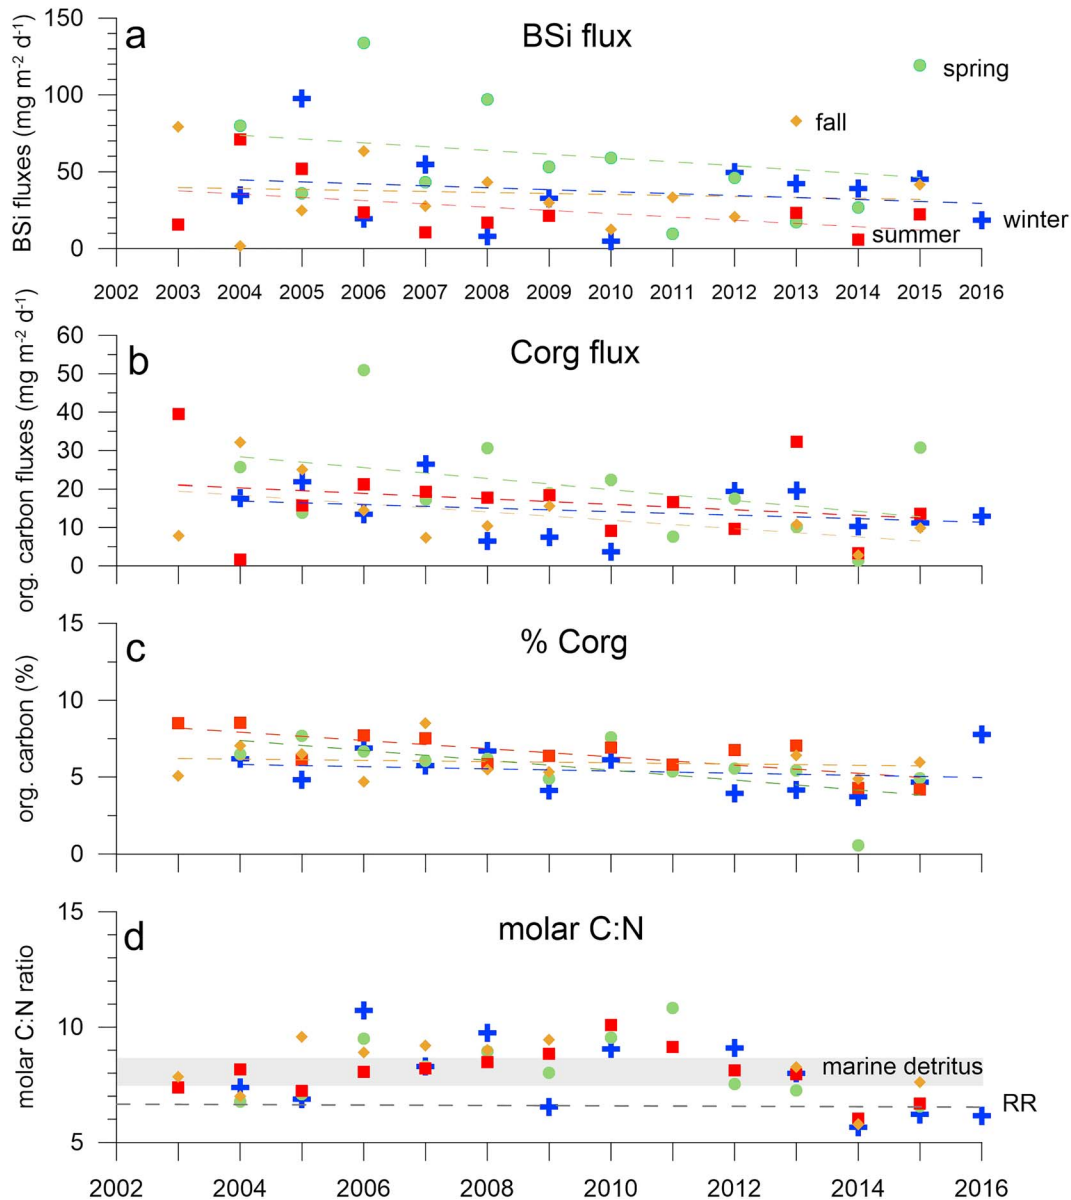 a
BSi flux
BSi fluxes (mg m⁻² d⁻¹)
150
100
50
0
spring
fall
summer
winter
2002 2003 2004 2005 2006 2007 2008 2009 2010 2011 2012 2013 2014 2015 2016
b
Corg flux
org. carbon fluxes (mg m⁻² d⁻¹)
60
50
40
30
20
10
0
c
% Corg
org. carbon (%)
15
10
5
0
d
molar C:N
molar C:N ratio
15
10
5
marine detritus
RR
2002 2004 2006 2008 2010 2012 2014 2016